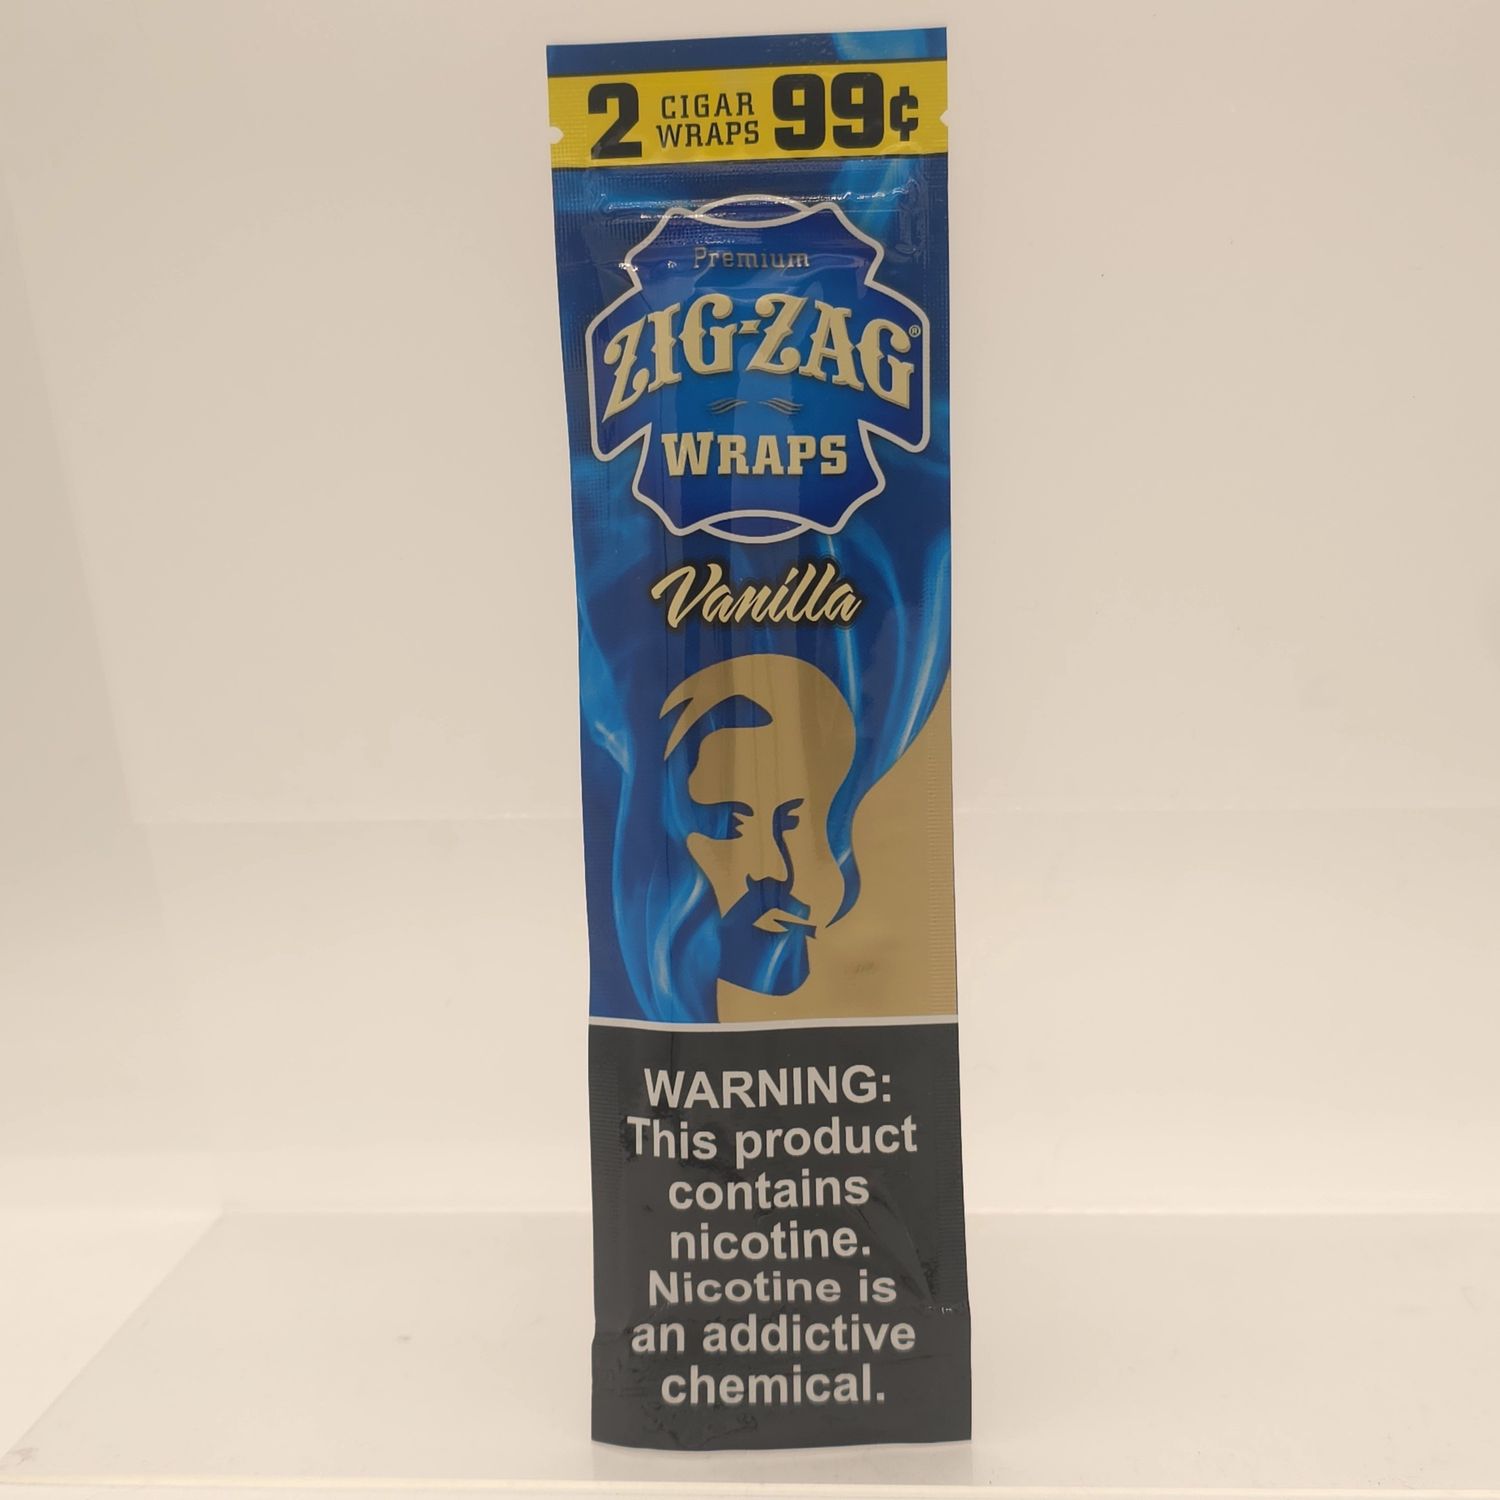 2 CIGAR WRAPS 99¢
Premium
ZIG-ZAG®
WRAPS
Vanilla
WARNING:
This product
contains
nicotine.
Nicotine is
an addictive
chemical.